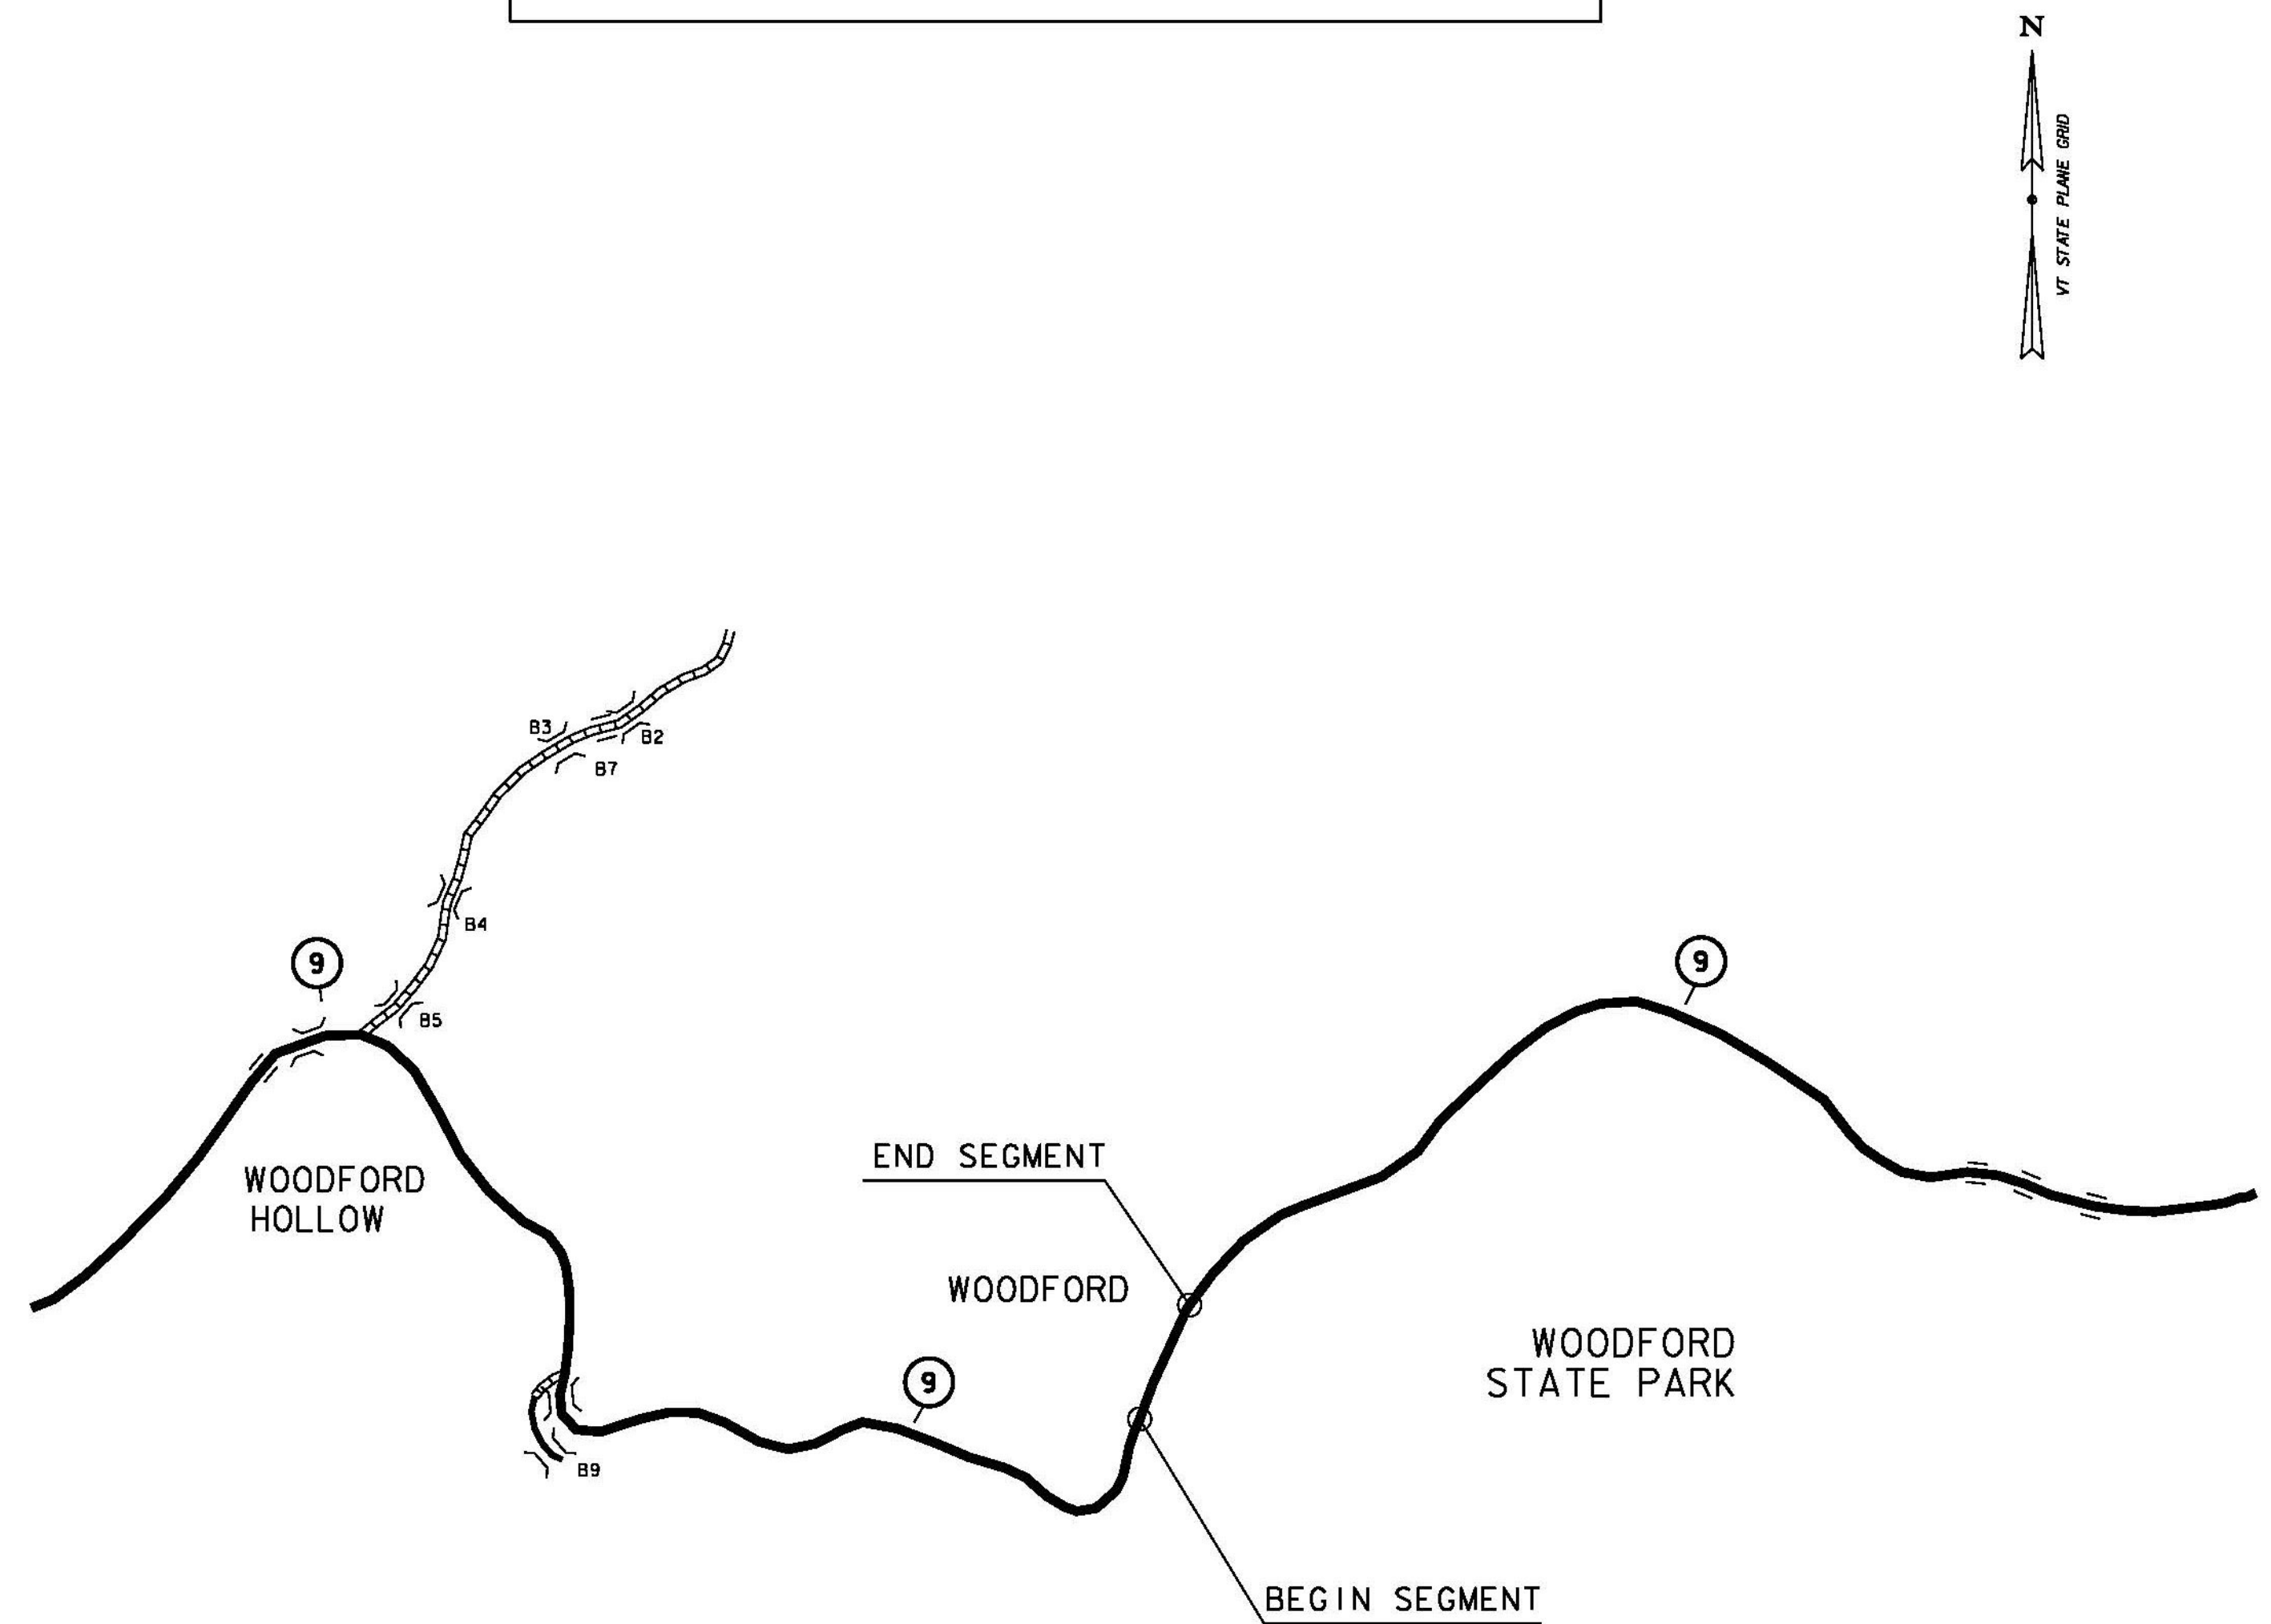 N
VT STATE PLANE GRID
B3
B2
B7
B4
9
9
B5
END SEGMENT
WOODFORD
HOLLOW
WOODFORD
WOODFORD
STATE PARK
9
B9
BEGIN SEGMENT